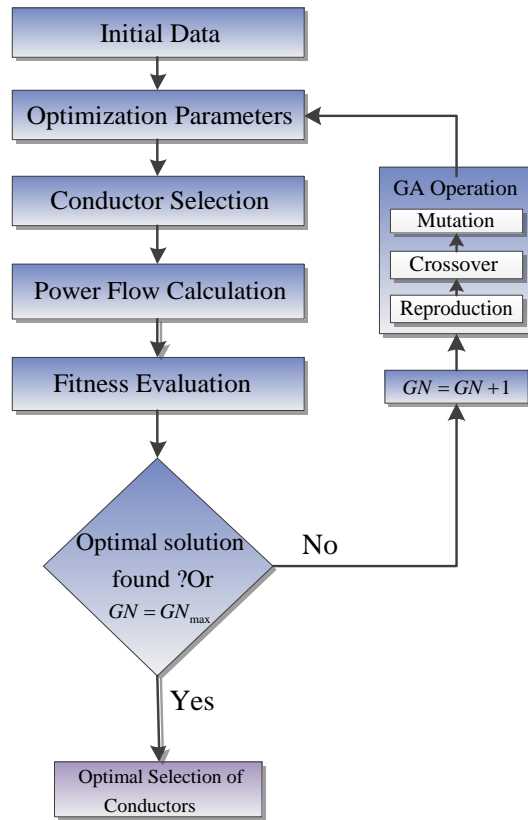 Initial Data
Optimization Parameters
Conductor Selection
Power Flow Calculation
Fitness Evaluation
Optimal solution
found ?Or
GN = GN_max
No
Yes
Optimal Selection of
Conductors
GA Operation
Mutation
Crossover
Reproduction
GN = GN +1